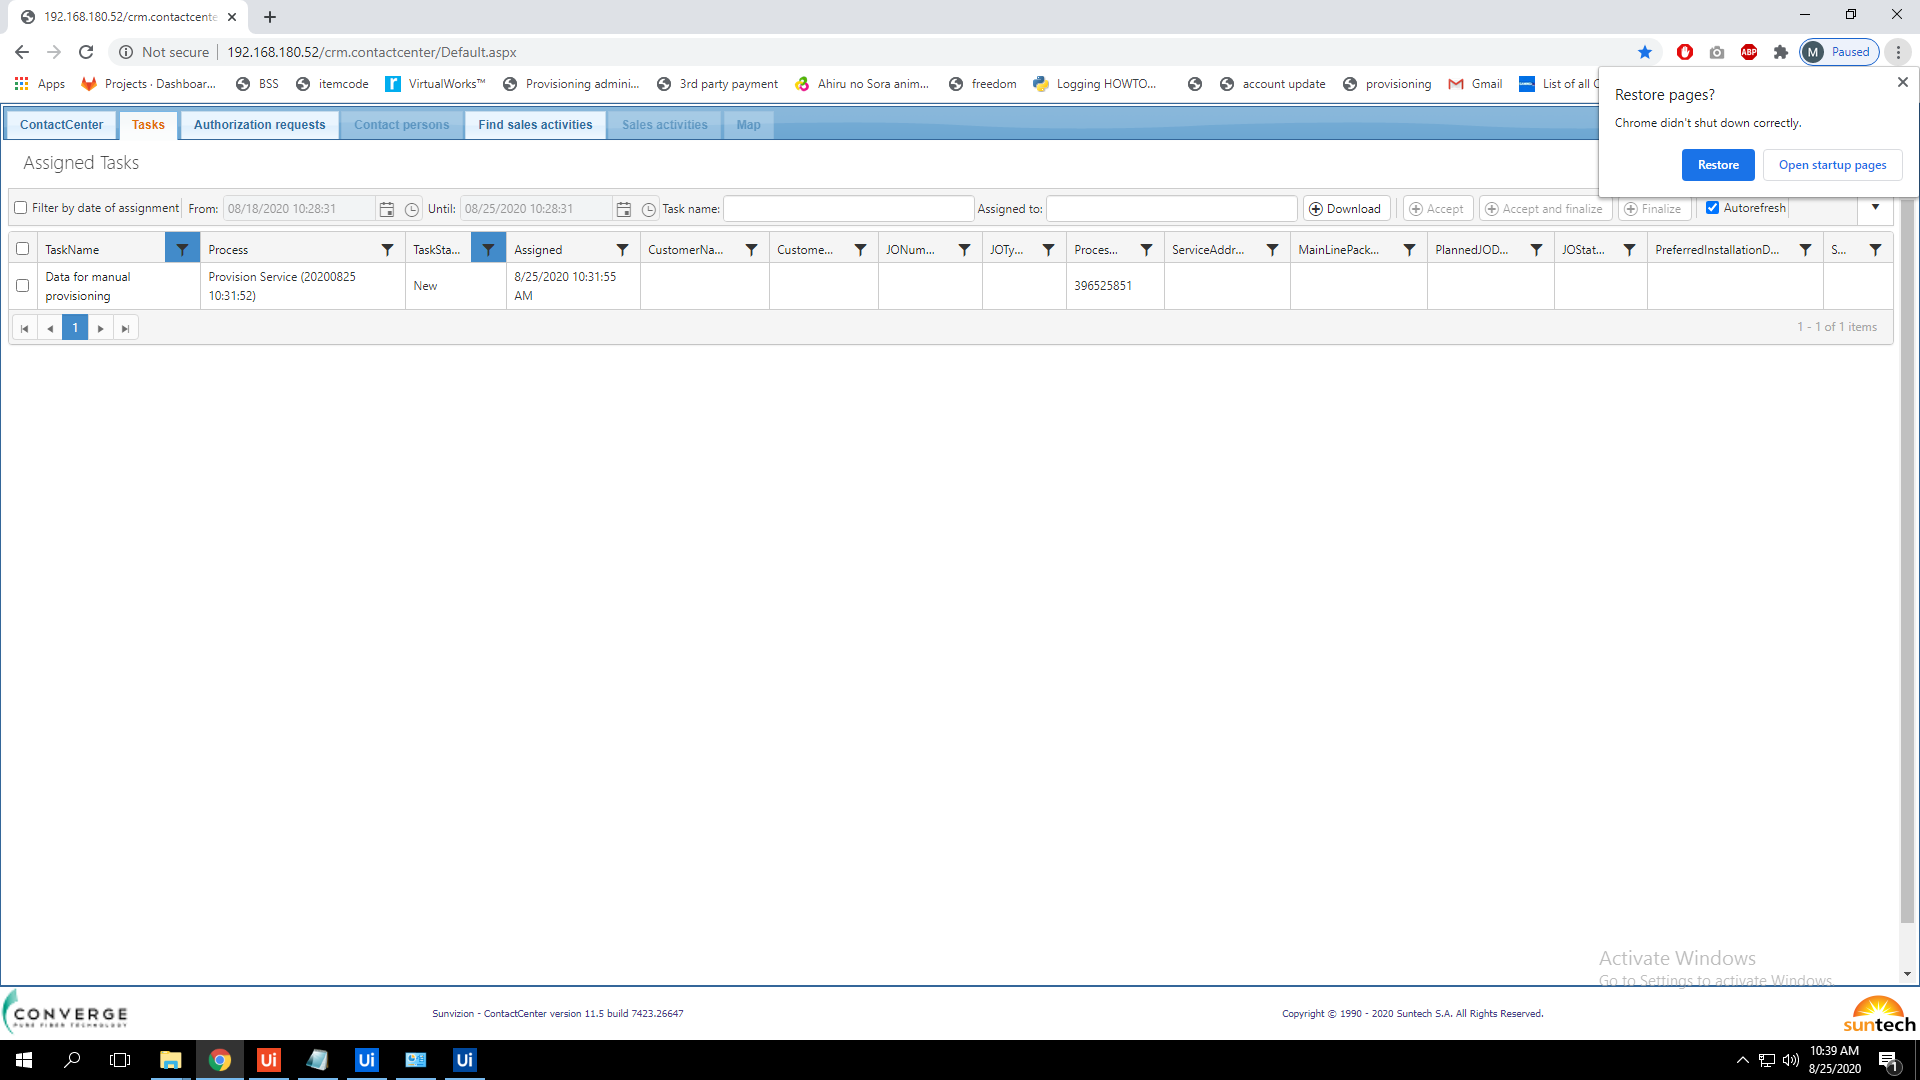 192.168.180.52/crm.contactcente
Not secure
192.168.180.52/crm.contactcenter/Default.aspx
ABP
M
Paused
Apps
Projects · Dashboar...
BSS
itemcode
VirtualWorks™
Provisioning admini...
3rd party payment
Ahiru no Sora anim...
freedom
Logging HOWTO...
account update
provisioning
Gmail
List of all
Restore pages?
Chrome didn't shut down correctly.
Restore
Open startup pages
ContactCenter
Tasks
Authorization requests
Contact persons
Find sales activities
Sales activities
Map
Assigned Tasks
Filter by date of assignment
From:
08/18/2020 10:28:31
Until:
08/25/2020 10:28:31
Task name:
Assigned to:
Download
Accept
Accept and finalize
Finalize
Autorefresh
TaskName
Process
TaskSta...
Assigned
CustomerNa...
Custome...
JONum...
JOTy...
Proces...
ServiceAddr...
MainLinePack...
PlannedJOD...
JOStat...
PreferredInstallationD...
S...
Data for manual
provisioning
Provision Service (20200825
10:31:52)
New
8/25/2020 10:31:55
AM
396525851
1
1 - 1 of 1 items
Activate Windows
Go to Settings to activate Windows.
CONVERGE
PURE FIBER TECHNOLOGY
Sunvizion - ContactCenter version 11.5 build 7423.26647
Copyright © 1990 - 2020 Suntech S.A. All Rights Reserved.
suntech
Ui
Ui
Ui
10:39 AM
8/25/2020
1